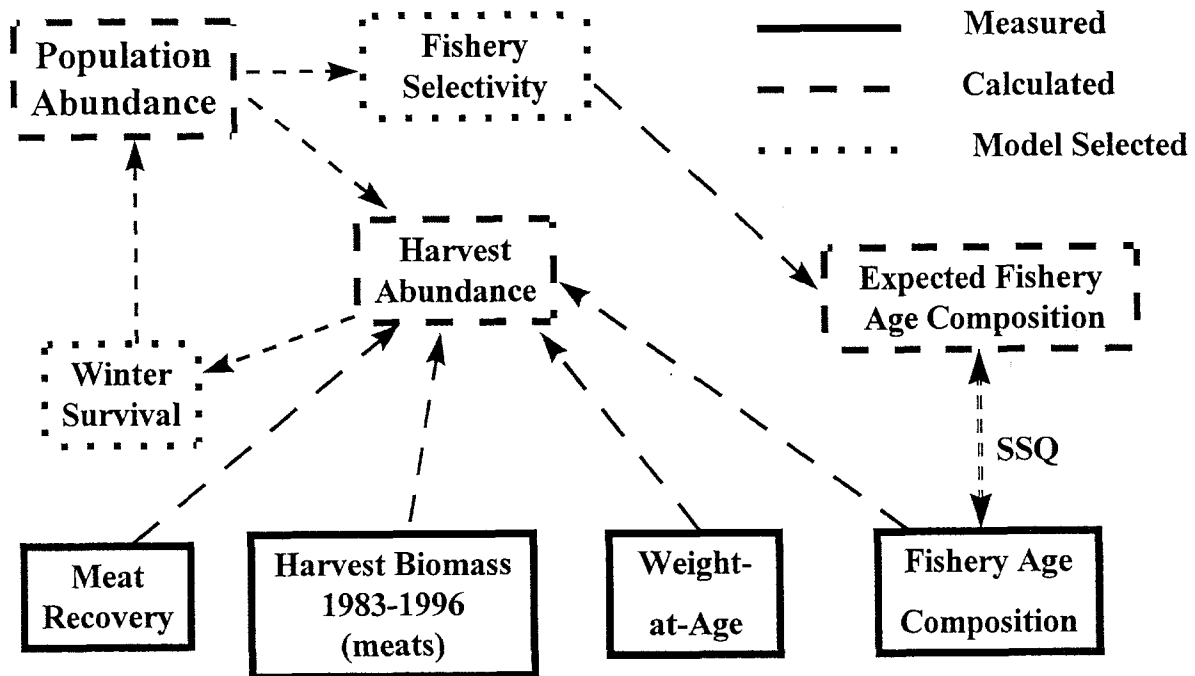 Population
Abundance
Fishery
Selectivity
Measured
Calculated
Model Selected
Harvest
Abundance
Expected Fishery
Age Composition
Winter
Survival
SSQ
Meat
Recovery
Harvest Biomass
1983-1996
(meats)
Weight-
at-Age
Fishery Age
Composition